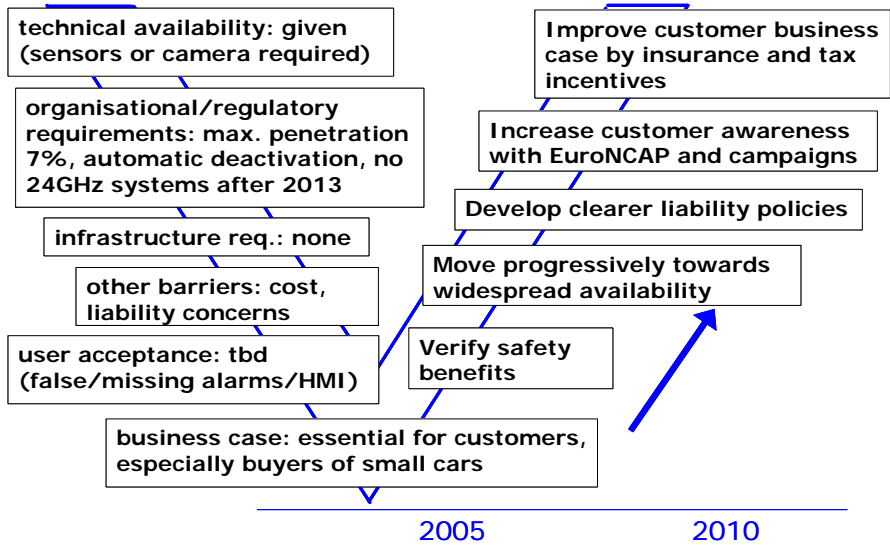 technical availability: given
(sensors or camera required)
organisational/regulatory
requirements: max. penetration
7%, automatic deactivation, no
24GHz systems after 2013
infrastructure req.: none
other barriers: cost,
liability concerns
user acceptance: tbd
(false/missing alarms/HMI)
business case: essential for customers,
especially buyers of small cars
Improve customer business
case by insurance and tax
incentives
Increase customer awareness
with EuroNCAP and campaigns
Develop clearer liability policies
Move progressively towards
widespread availability
Verify safety
benefits
2005
2010